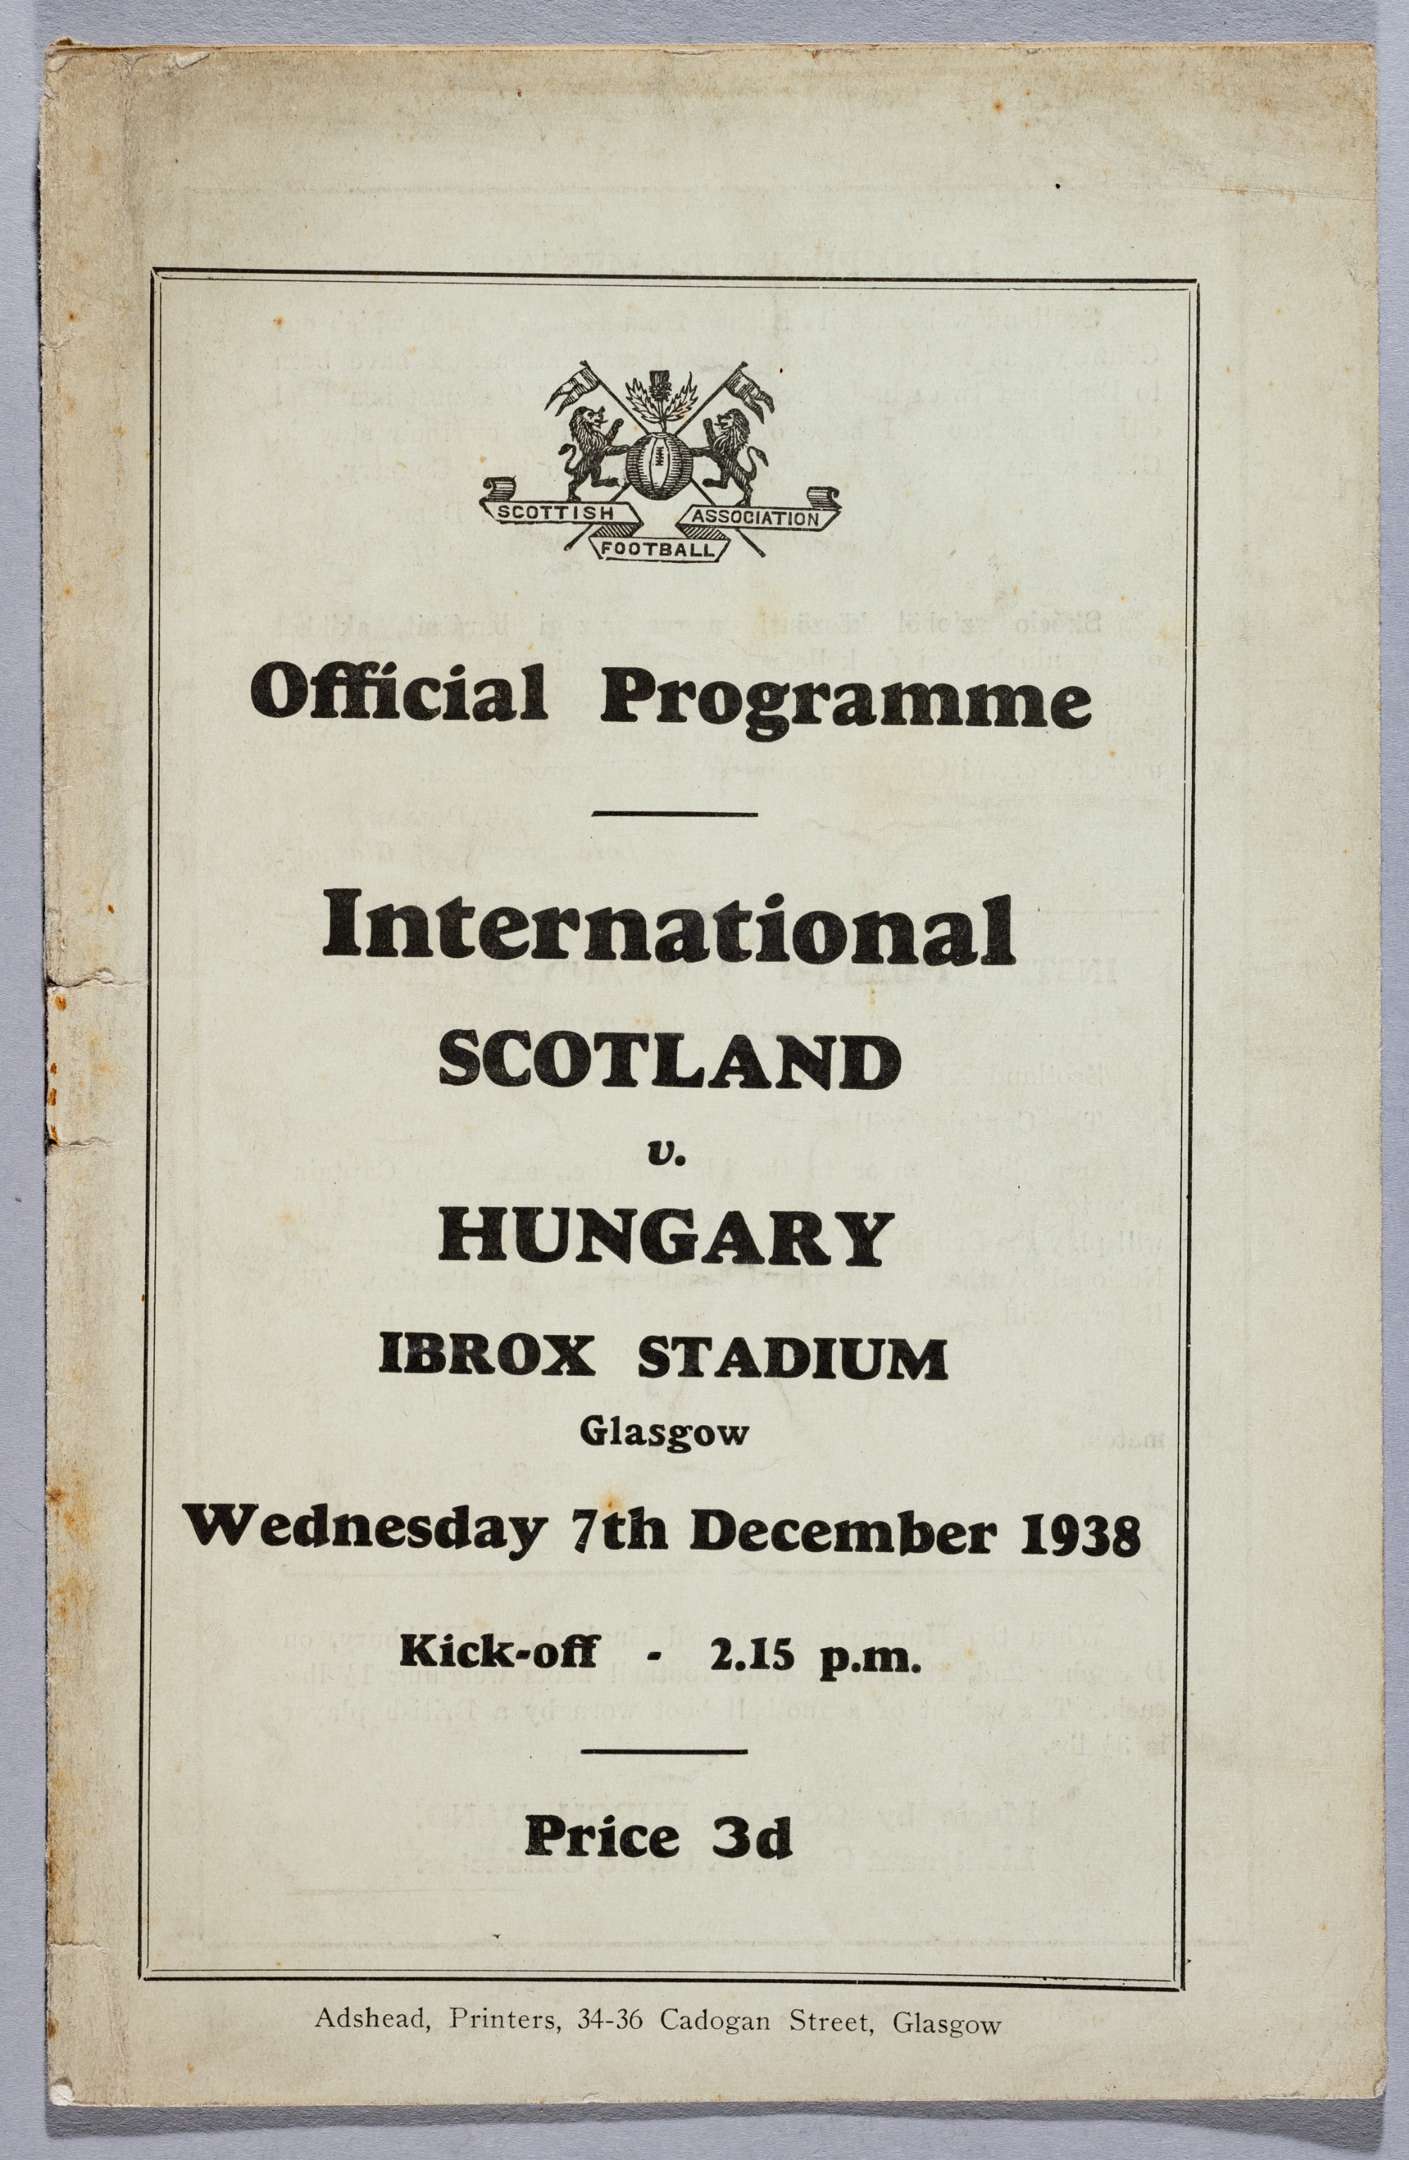 SCOTTISH ASSOCIATION
FOOTBALL
Official Programme
International
SCOTLAND
v.
HUNGARY
IBROX STADIUM
Glasgow
Wednesday 7th December 1938
Kick-off - 2.15 p.m.
Price 3d
Adshead, Printers, 34-36 Cadogan Street, Glasgow